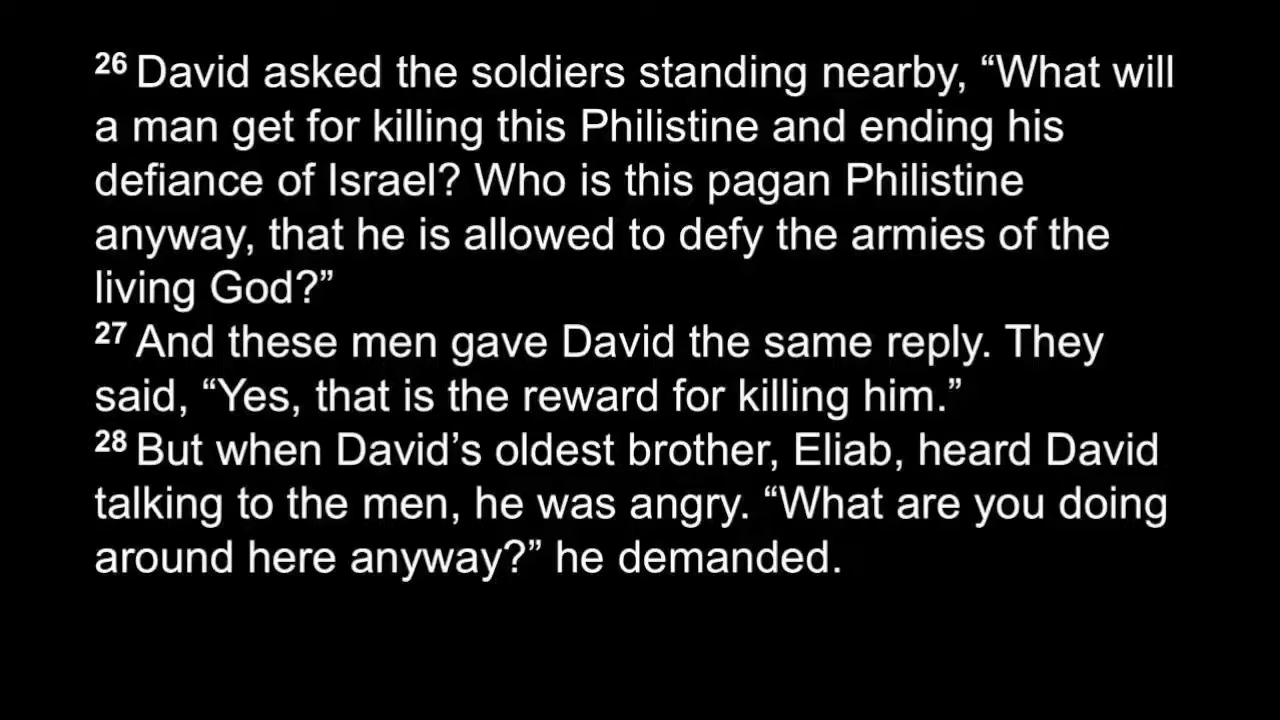 26 David asked the soldiers standing nearby, “What will
a man get for killing this Philistine and ending his
defiance of Israel? Who is this pagan Philistine
anyway, that he is allowed to defy the armies of the
living God?”
27 And these men gave David the same reply. They
said, “Yes, that is the reward for killing him.”
28 But when David’s oldest brother, Eliab, heard David
talking to the men, he was angry. “What are you doing
around here anyway?” he demanded.